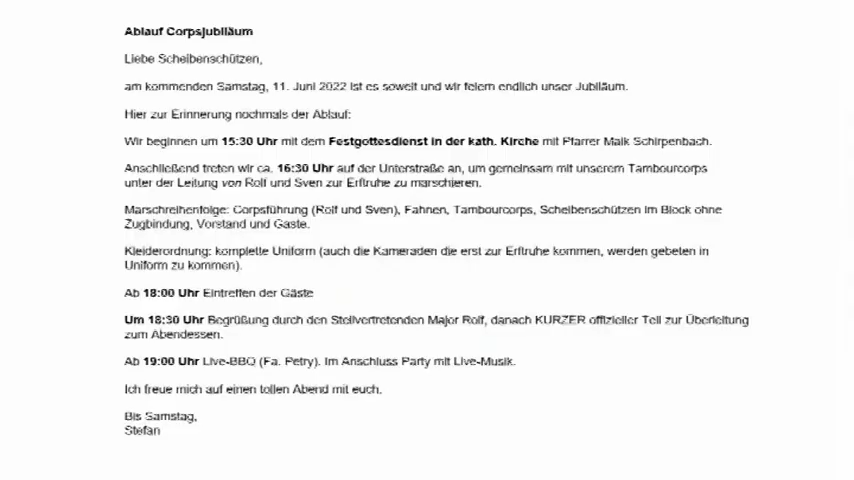 Ablauf Corpsjubiläum
Liebe Scheibenschützen,
am kommenden Samstag, 11. Juni 2022 ist es soweit und wir feiern endlich unser Jubiläum.
Hier zur Erinnerung nochmals der Ablauf:
Wir beginnen um 15:30 Uhr mit dem Festgottesdienst in der kath. Kirche mit Pfarrer Maik Schirpenbach.
Anschließend treten wir ca. 16:30 Uhr auf der Unterstraße an, um gemeinsam mit unserem Tambourcorps
unter der Leitung von Rolf und Sven zur Erftruhe zu marschieren.
Marschreihenfolge: Corpsführung (Rolf und Sven), Fahnen, Tambourcorps, Scheibenschützen im Block ohne
Zugbindung, Vorstand und Gäste.
Kleiderordnung: komplette Uniform (auch die Kameraden die erst zur Erftruhe kommen, werden gebeten in
Uniform zu kommen).
Ab 18:00 Uhr Eintreffen der Gäste
Um 18:30 Uhr Begrüßung durch den Stellvertretenden Major Rolf, danach KURZER offizieller Teil zur Überleitung
zum Abendessen.
Ab 19:00 Uhr Live-BBQ (Fa. Petry). Im Anschluss Party mit Live-Musik.
Ich freue mich auf einen tollen Abend mit euch.
Bis Samstag,
Stefan